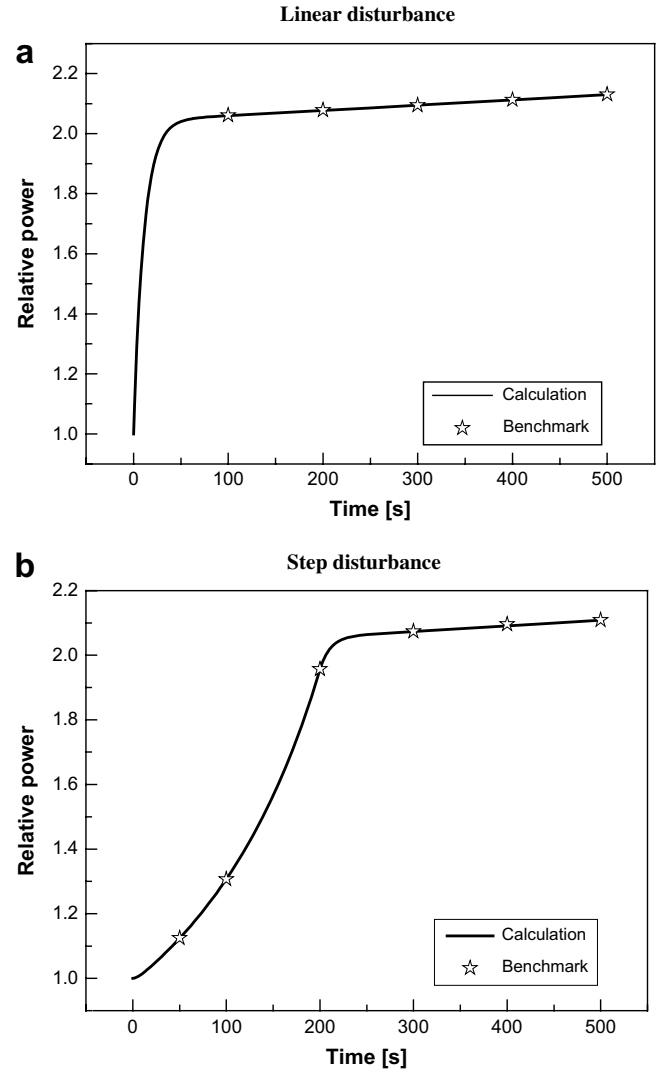 Linear disturbance
a
2.2
2.0
1.8
1.6
1.4
1.2
1.0
Relative power
Calculation
Benchmark
0 100 200 300 400 500
Time [s]
b
Step disturbance
2.2
2.0
1.8
1.6
1.4
1.2
1.0
Relative power
Calculation
Benchmark
0 100 200 300 400 500
Time [s]